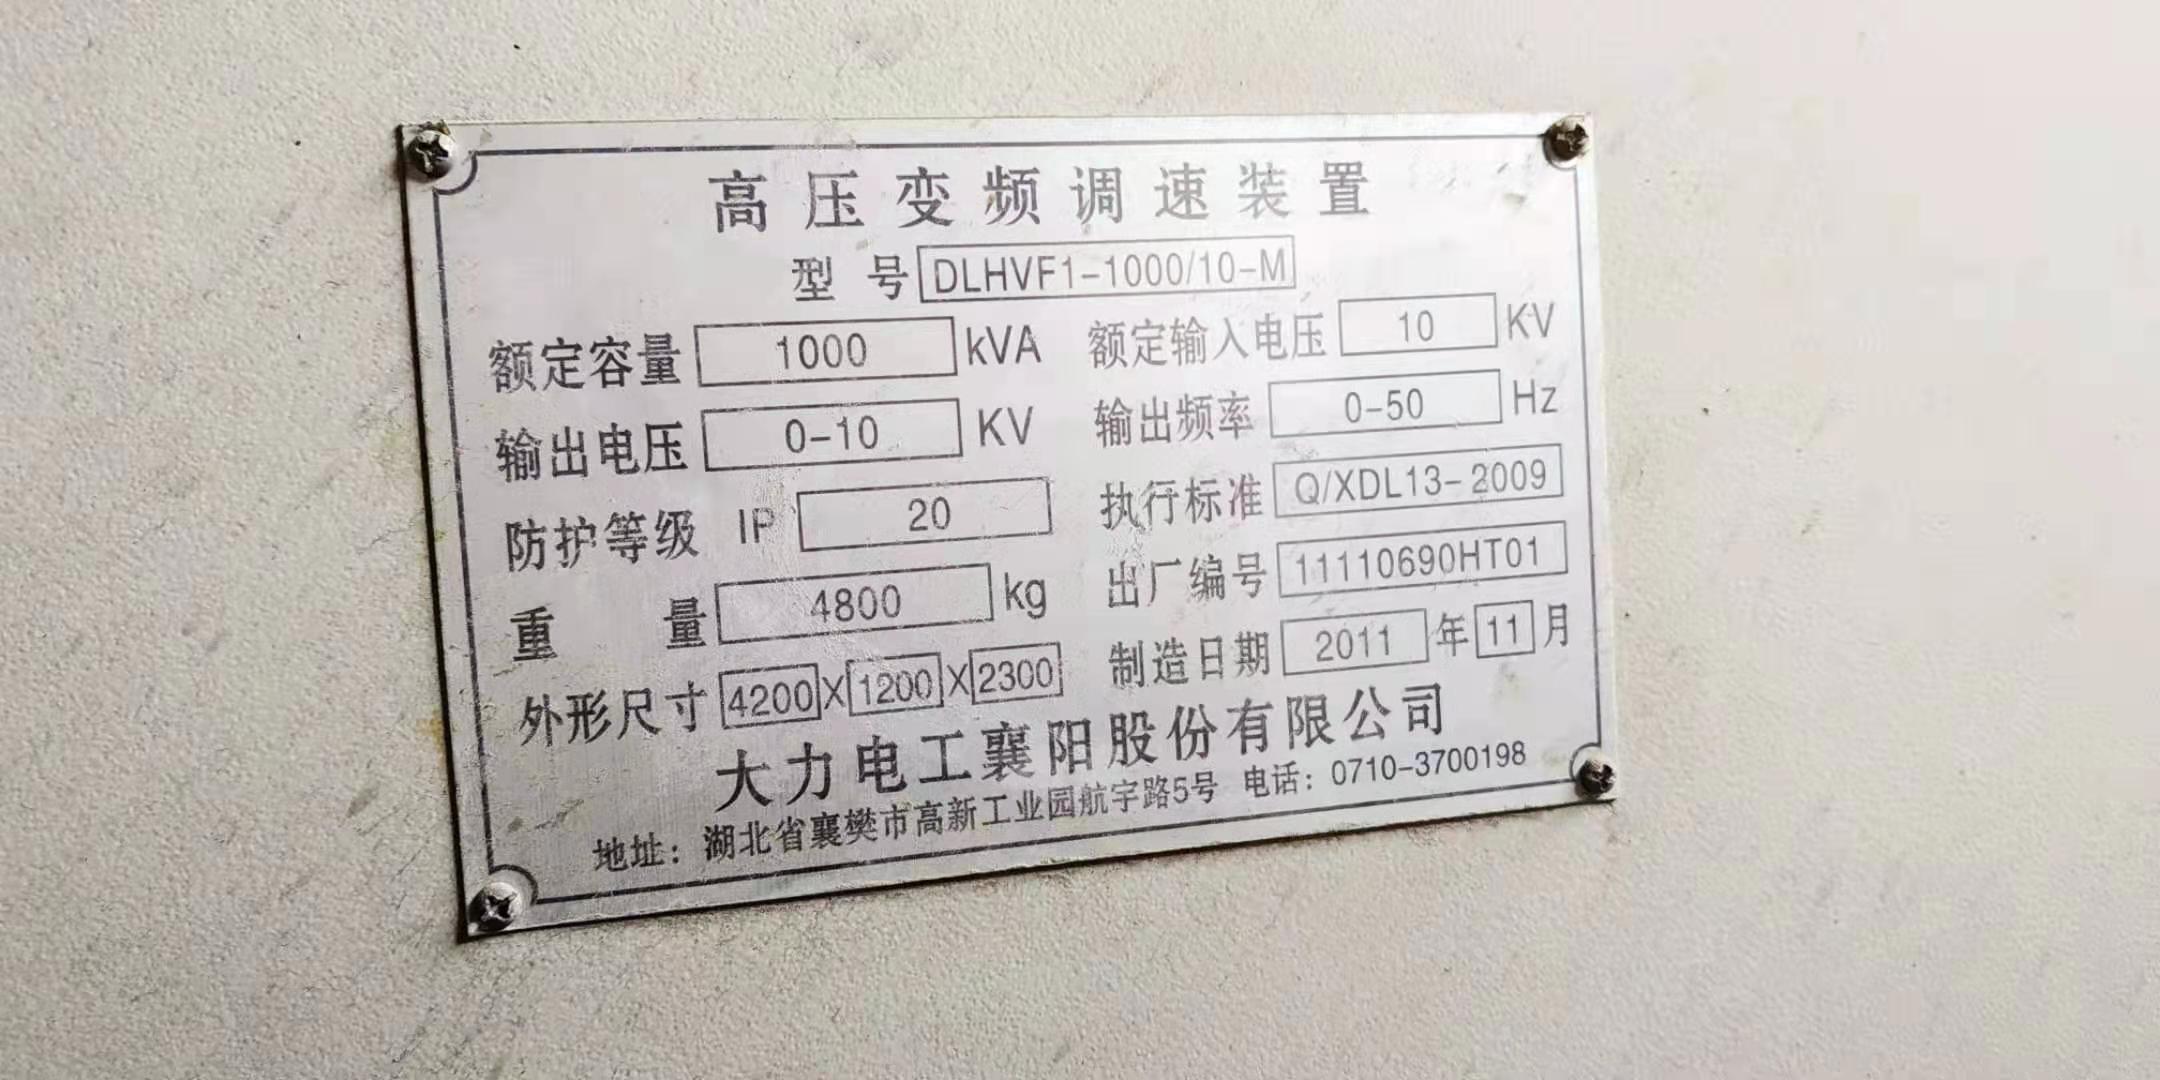 高压变频调速装置
型号 DLHVF1-1000/10-M
额定容量 1000 kVA 额定输入电压 10 KV
输出电压 0-10 KV 输出频率 0-50 Hz
防护等级 IP 20 执行标准 Q/XDL13-2009
重量 4800 kg 出厂编号 11110690HT01
外形尺寸 4200X1200X2300 制造日期 2011 年 11 月
大力电工襄阳股份有限公司
地址：湖北省襄樊市高新工业园航宇路5号 电话：0710-3700198